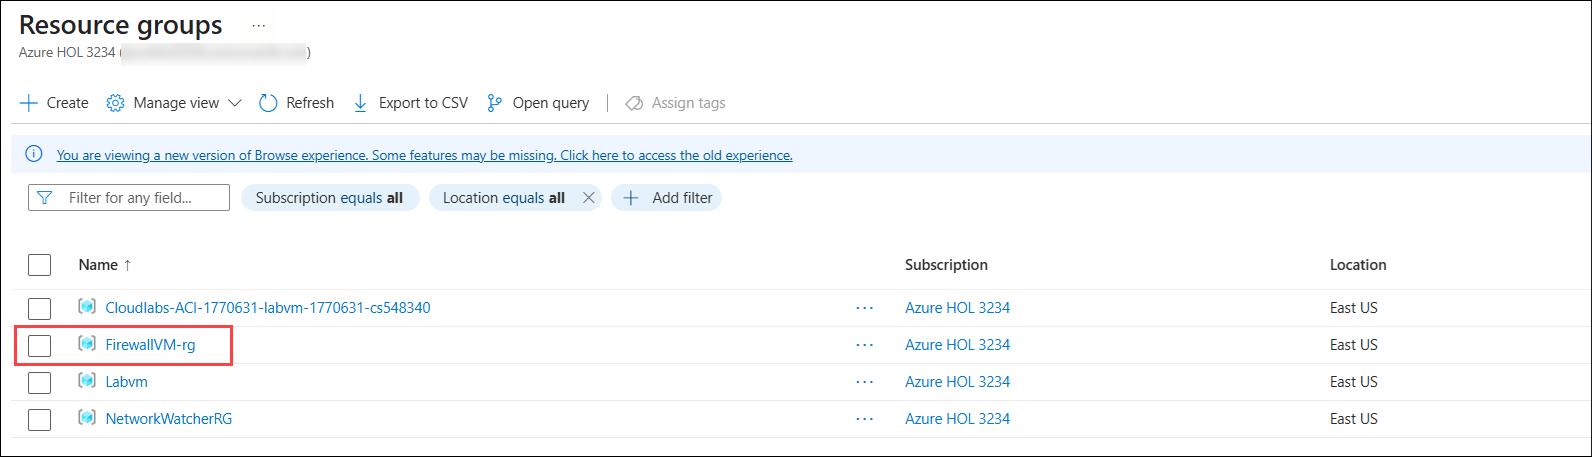 Resource groups ...
Azure HOL 3234 ( )
Create Manage view Refresh Export to CSV Open query Assign tags
You are viewing a new version of Browse experience. Some features may be missing. Click here to access the old experience.
Filter for any field... Subscription equals all Location equals all Add filter
Name ↑ Subscription Location
Cloudlabs-ACI-1770631-labvm-1770631-cs548340 ... Azure HOL 3234 East US
FirewallVM-rg ... Azure HOL 3234 East US
Labvm ... Azure HOL 3234 East US
NetworkWatcherRG ... Azure HOL 3234 East US